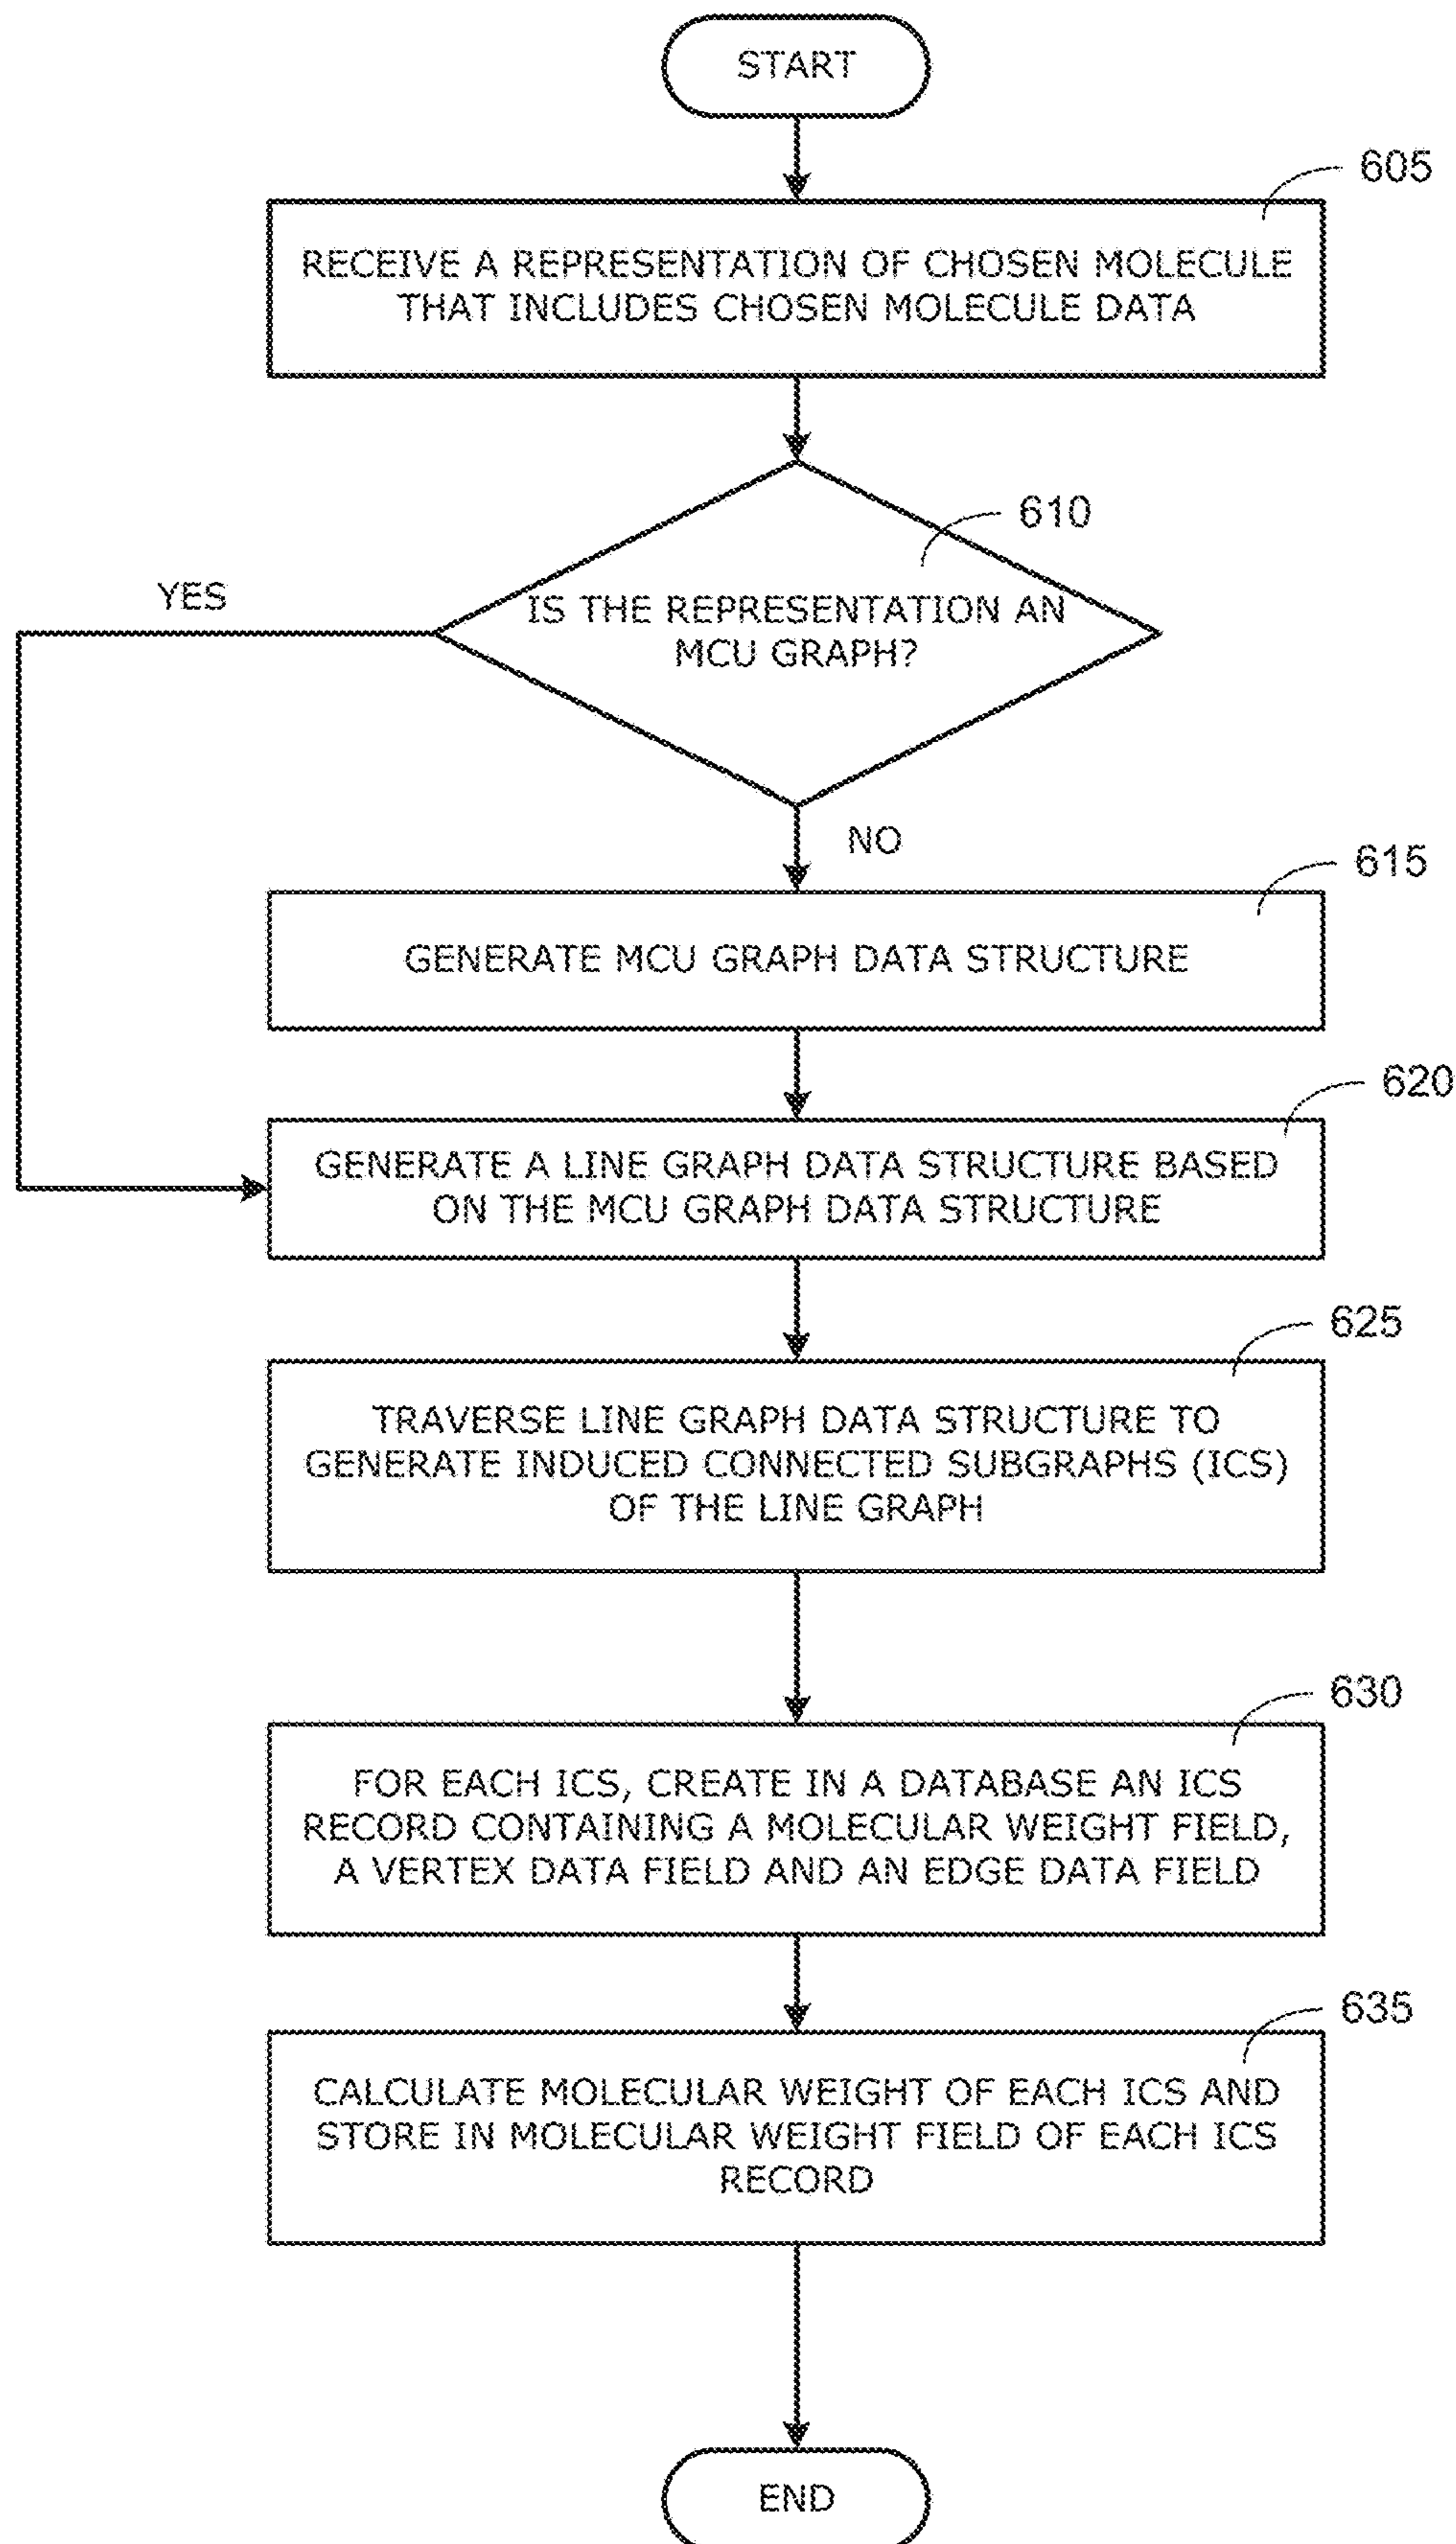 START
605
RECEIVE A REPRESENTATION OF CHOSEN MOLECULE
THAT INCLUDES CHOSEN MOLECULE DATA
610
IS THE REPRESENTATION AN
MCU GRAPH?
YES
NO
615
GENERATE MCU GRAPH DATA STRUCTURE
620
GENERATE A LINE GRAPH DATA STRUCTURE BASED
ON THE MCU GRAPH DATA STRUCTURE
625
TRAVERSE LINE GRAPH DATA STRUCTURE TO
GENERATE INDUCED CONNECTED SUBGRAPHS (ICS)
OF THE LINE GRAPH
630
FOR EACH ICS, CREATE IN A DATABASE AN ICS
RECORD CONTAINING A MOLECULAR WEIGHT FIELD,
A VERTEX DATA FIELD AND AN EDGE DATA FIELD
635
CALCULATE MOLECULAR WEIGHT OF EACH ICS AND
STORE IN MOLECULAR WEIGHT FIELD OF EACH ICS
RECORD
END